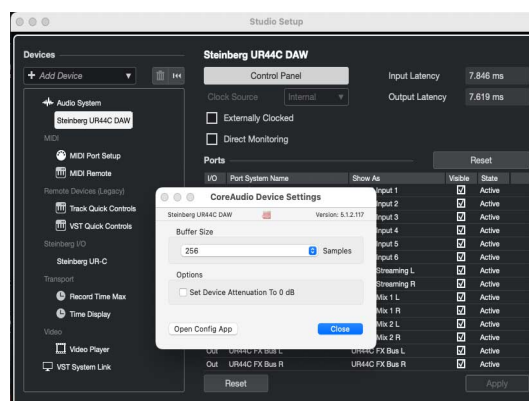 Studio Setup
Devices
+ Add Device
Audio System
Steinberg UR44C DAW
MIDI
MIDI Port Setup
MIDI Remote
Remote Devices (Legacy)
Track Quick Controls
VST Quick Controls
Steinberg I/O
Steinberg UR-C
Transport
Record Time Max
Time Display
Video
Video Player
VST System Link
Steinberg UR44C DAW
Control Panel Input Latency 7.846 ms
Clock Source Internal Output Latency 7.619 ms
Externally Clocked
Direct Monitoring
Ports Reset
I/O Port System Name Show As Visible State
Input 1 Active
Input 2 Active
Input 3 Active
Input 4 Active
Input 5 Active
Input 6 Active
Streaming L Active
Streaming R Active
Mix 1 L Active
Mix 1 R Active
Mix 2 L Active
Mix 2 R Active
Out UR44C FX Bus L UR44C FX Bus L Active
Out UR44C FX Bus R UR44C FX Bus R Active
Reset Apply
CoreAudio Device Settings
Steinberg UR44C DAW Version: 5.1.2.117
Buffer Size
256 Samples
Options
Set Device Attenuation To 0 dB
Open Config App Close